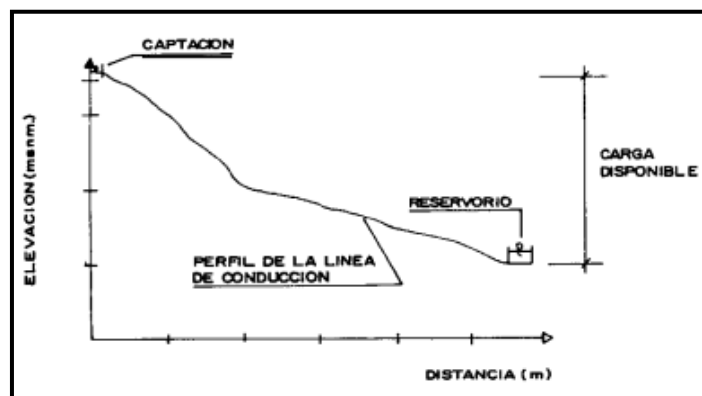 CAPTACION
ELEVACION (msnm.)
CARGA
DISPONIBLE
RESERVORIO
PERFIL DE LA LINEA
DE CONDUCCION
DISTANCIA (m)